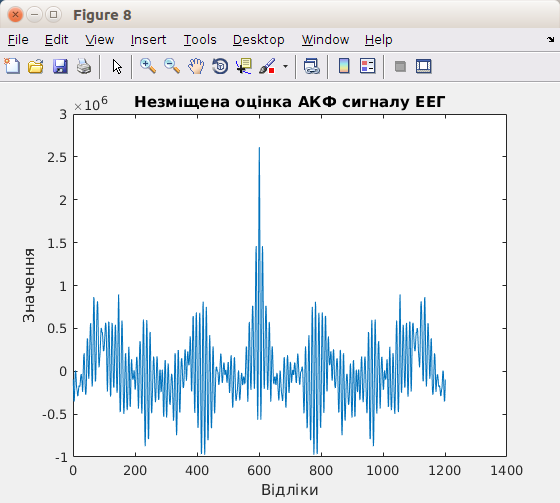 Figure 8
File Edit View Insert Tools Desktop Window Help
Незміщена оцінка АКФ сигналу ЕЕГ
×10^6
3
2.5
2
1.5
1
0.5
0
-0.5
-1
Значення
0 200 400 600 800 1000 1200 1400
Відліки